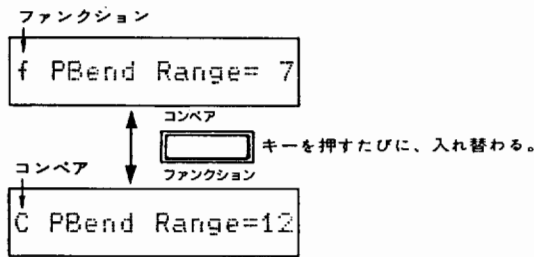 ファンクション
f PBend Range= 7
コンペア
キーを押すたびに、入れ替わる。
ファンクション
コンペア
C PBend Range=12